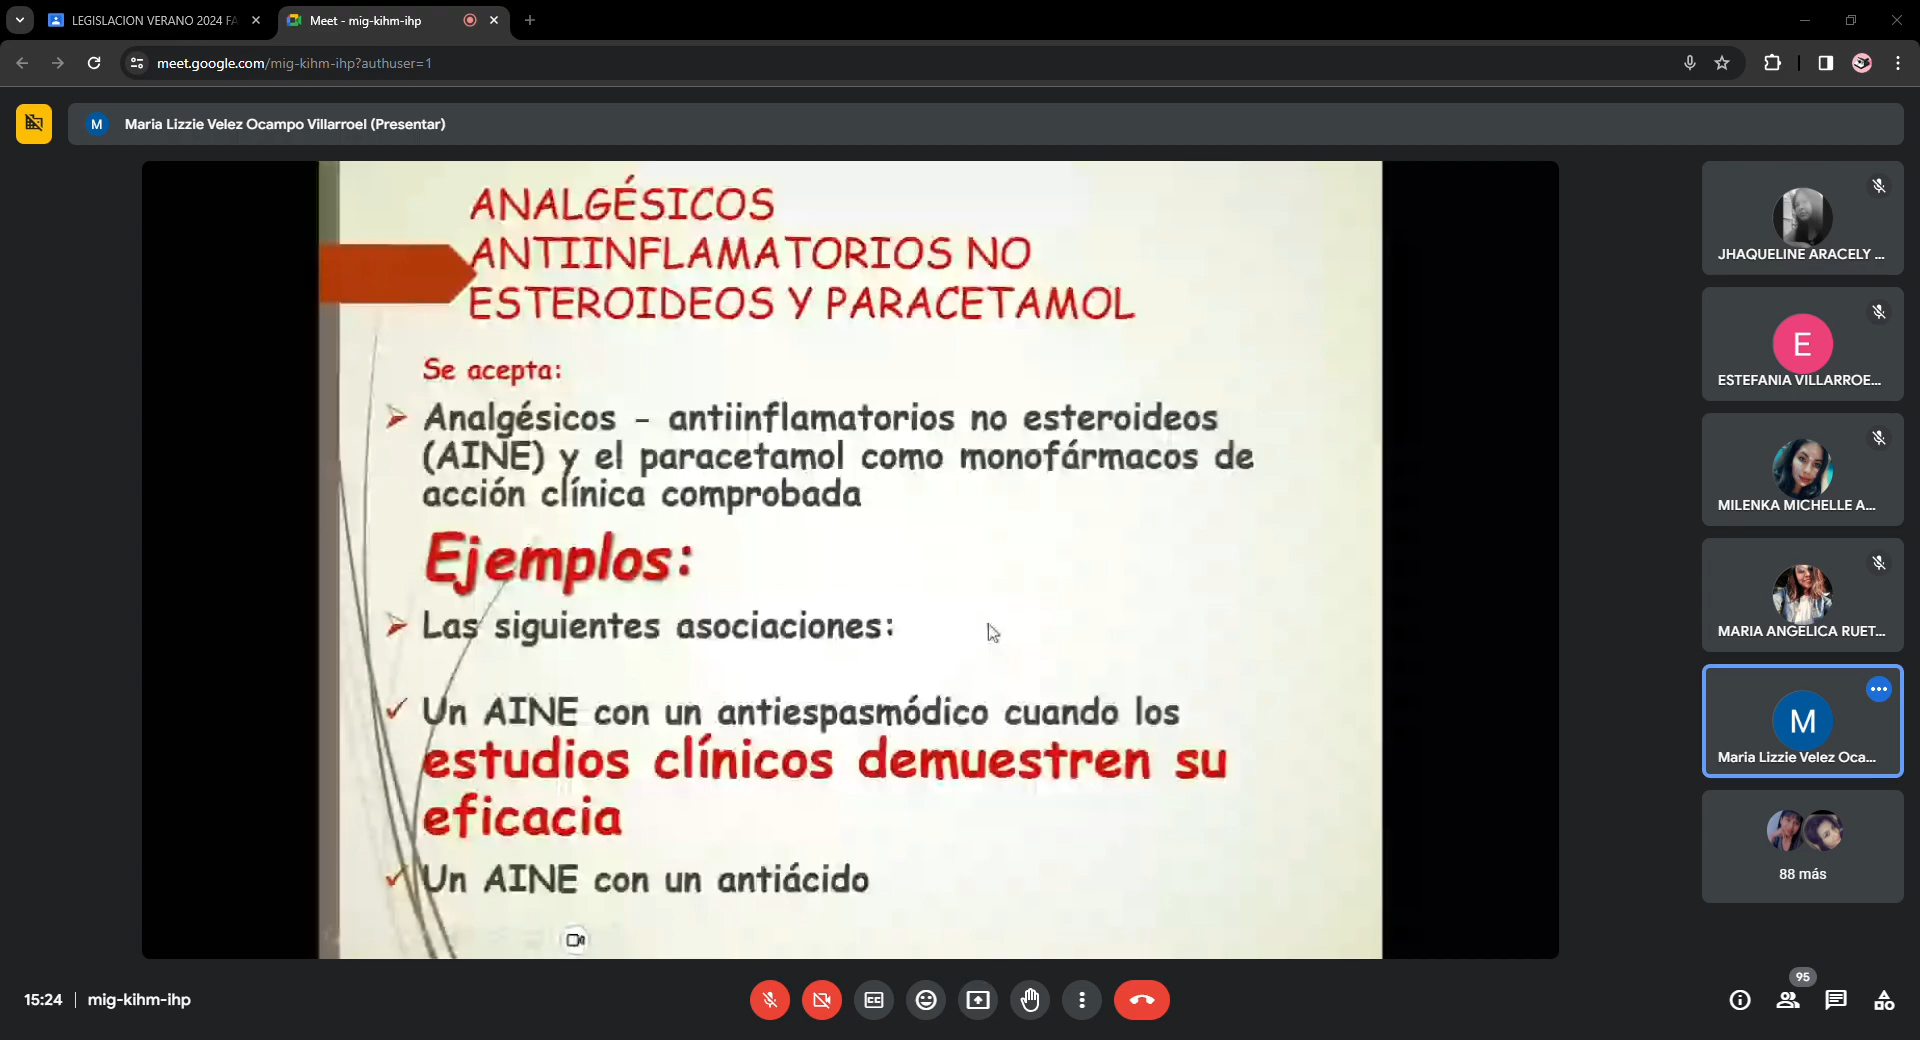 LEGISLACION VERANO 2024 FA
Meet - mig-kihm-ihp
meet.google.com/mig-kihm-ihp?authuser=1
M
Maria Lizzie Velez Ocampo Villarroel (Presentar)
ANALGÉSICOS
ANTIINFLAMATORIOS NO
ESTEROIDEOS Y PARACETAMOL
Se acepta:
Analgésicos - antiinflamatorios no esteroideos
(AINE) y el paracetamol como monofármacos de
acción clínica comprobada
Ejemplos:
Las siguientes asociaciones:
Un AINE con un antiespasmódico cuando los
estudios clínicos demuestren su
eficacia
Un AINE con un antiácido
JHAQUELINE ARACELY ...
E
ESTEFANIA VILLARROE...
MILENKA MICHELLE A...
MARIA ANGELICA RUET...
M
Maria Lizzie Velez Oca...
88 más
15:24 | mig-kihm-ihp
95